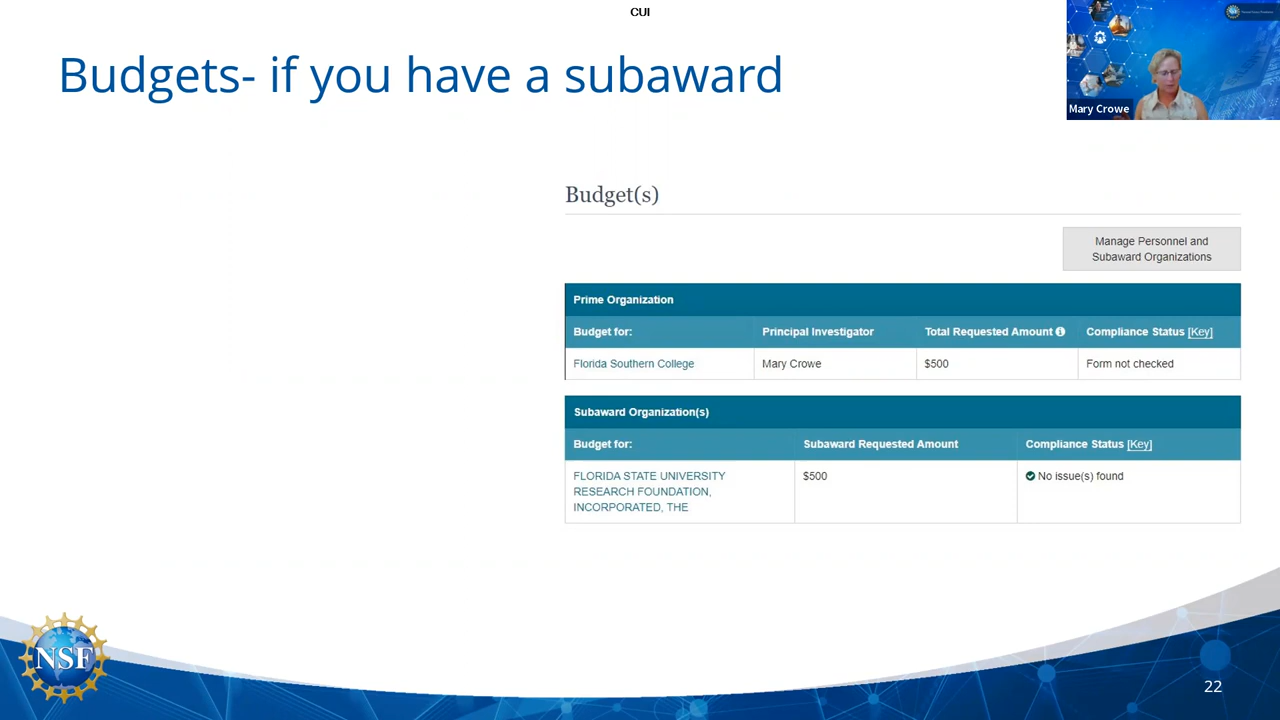 CUI
Budgets- if you have a subaward
Mary Crowe
Budget(s)
Manage Personnel and
Subaward Organizations
Prime Organization
Budget for: Principal Investigator Total Requested Amount Compliance Status [Key]
Florida Southern College Mary Crowe $500 Form not checked
Subaward Organization(s)
Budget for: Subaward Requested Amount Compliance Status [Key]
FLORIDA STATE UNIVERSITY $500 No issue(s) found
RESEARCH FOUNDATION,
INCORPORATED, THE
NSF
22